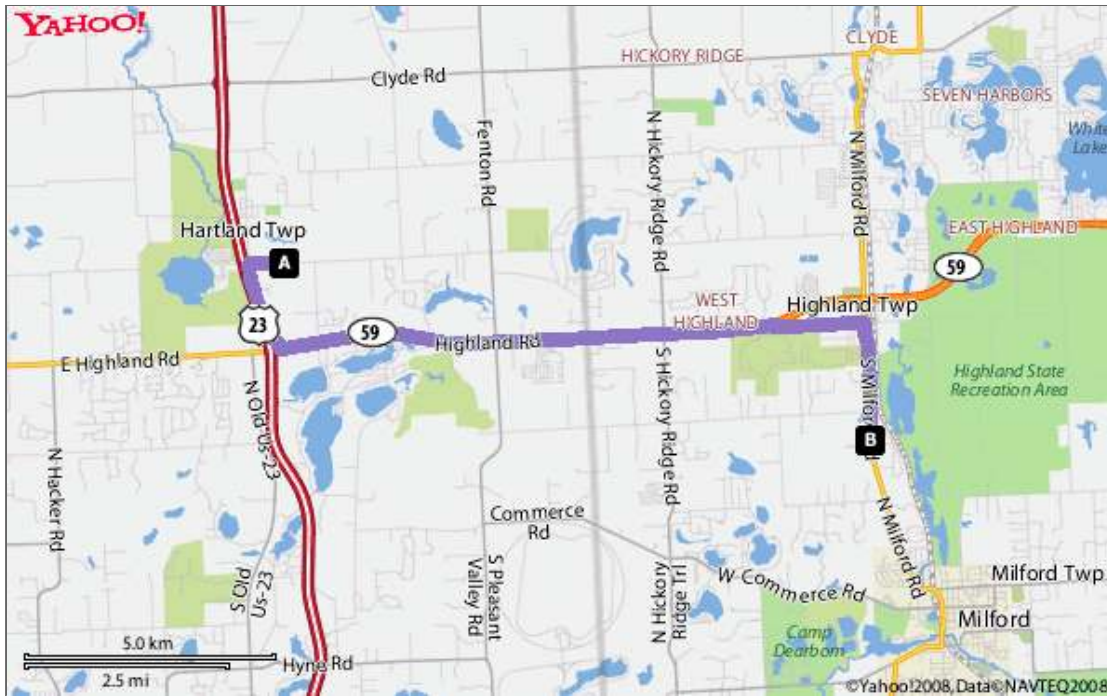 YAHOO!
Clyde Rd
HICKORY RIDGE
CLYDE
SEVEN HARBORS
White
Lake
Fenton Rd
N Hickory Ridge Rd
N Milford Rd
Hartland Twp
A
EAST HIGHLAND
59
WEST
HIGHLAND
Highland Twp
23
59
Highland Rd
E Highland Rd
Highland State
Recreation Area
N Old Us-23
S Hickory Ridge Rd
S Milford Rd
B
N Hacker Rd
Commerce
Rd
N Milford Rd
S Old
Us-23
S Pleasant
Valley Rd
N Hickory
Ridge Trl
W Commerce Rd
Milford Twp
Milford
Camp
Dearborn
5.0 km
2.5 mi
Hyne Rd
©Yahoo!2008,Data©NAVTEQ2008